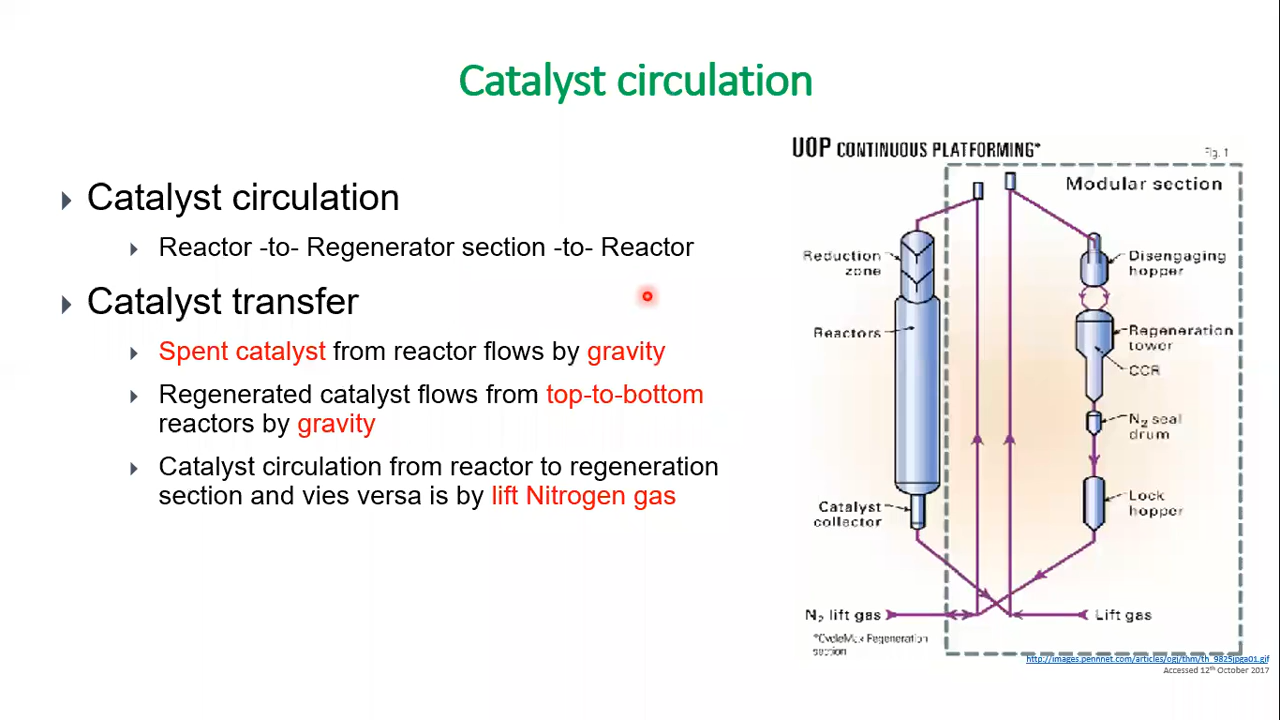 Catalyst circulation
Catalyst circulation
Reactor -to- Regenerator section -to- Reactor
Catalyst transfer
Spent catalyst from reactor flows by gravity
Regenerated catalyst flows from top-to-bottom
reactors by gravity
Catalyst circulation from reactor to regeneration
section and vies versa is by lift Nitrogen gas
UOP CONTINUOUS PLATFORMING*
Fig. 1
Modular section
Reduction
zone
Disengaging
hopper
Reactors
Regeneration
tower
CCR
N₂ seal
drum
Catalyst
collector
Lock
hopper
N₂ lift gas
Lift gas
*CycleMax Regeneration
section
http://images.pennnet.com/articles/ogj/thm/th_9825jpga01.gif
Accessed 12th October 2017